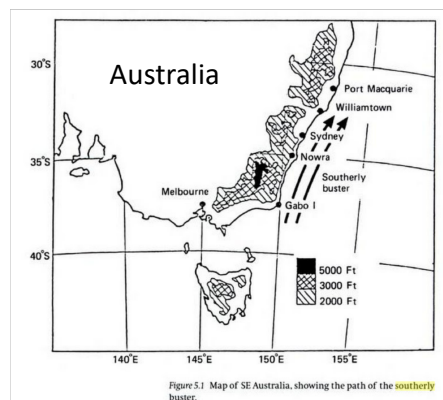 Australia
30°S
Port Macquarie
Williamtown
Sydney
35°S
Nowra
Southerly
buster
Melbourne
Gabo I
40°S
5000 Ft
3000 Ft
2000 Ft
140°E
145°E
150°E
155°E
Figure 5.1 Map of SE Australia, showing the path of the southerly
buster.